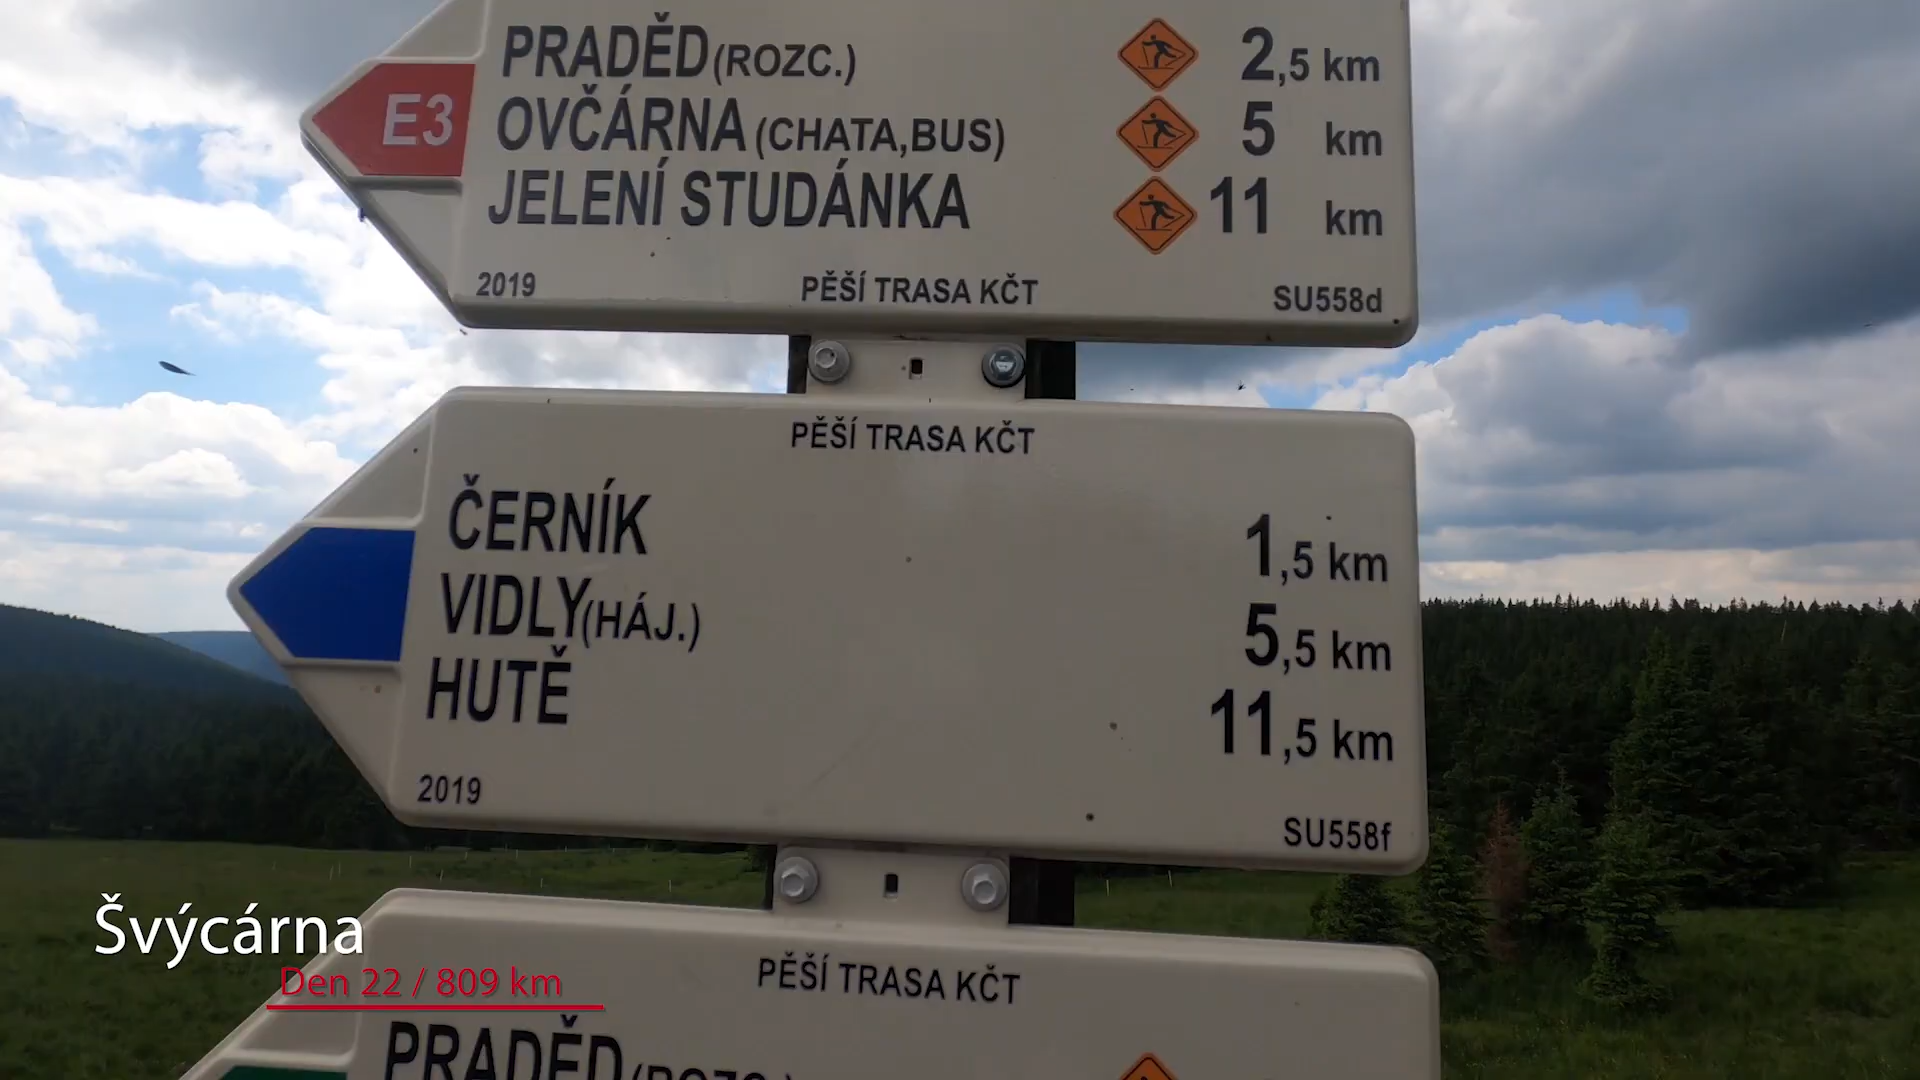 PRADĚD (ROZC.) 2,5 km
E3
OVČÁRNA (CHATA,BUS) 5 km
JELENÍ STUDÁNKA 11 km
2019 PĚŠÍ TRASA KČT SU558d
PĚŠÍ TRASA KČT
ČERNÍK 1,5 km
VIDLY (HÁJ.) 5,5 km
HUTĚ 11,5 km
2019 SU558f
Švýcárna
Den 22 / 809 km
PĚŠÍ TRASA KČT
PRADĚD (ROZC.)